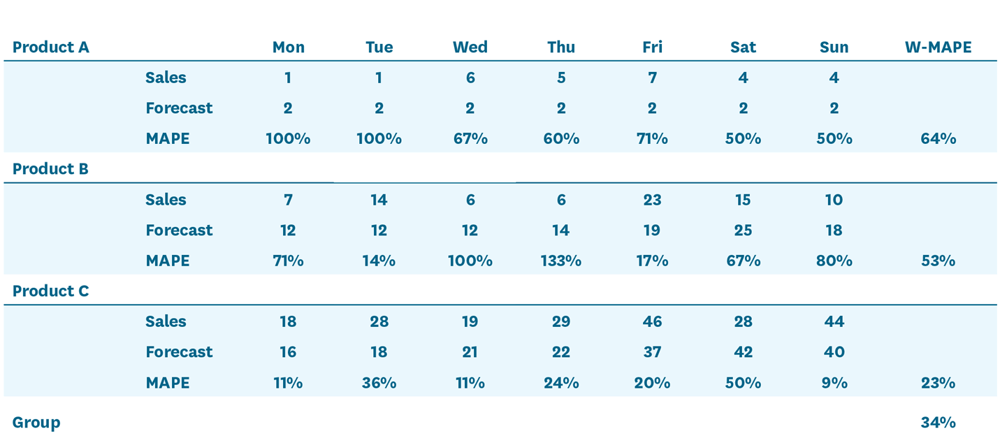 Product A Mon Tue Wed Thu Fri Sat Sun W-MAPE
Sales 1 1 6 5 7 4 4
Forecast 2 2 2 2 2 2 2
MAPE 100% 100% 67% 60% 71% 50% 50% 64%
Product B
Sales 7 14 6 6 23 15 10
Forecast 12 12 12 14 19 25 18
MAPE 71% 14% 100% 133% 17% 67% 80% 53%
Product C
Sales 18 28 19 29 46 28 44
Forecast 16 18 21 22 37 42 40
MAPE 11% 36% 11% 24% 20% 50% 9% 23%
Group 34%